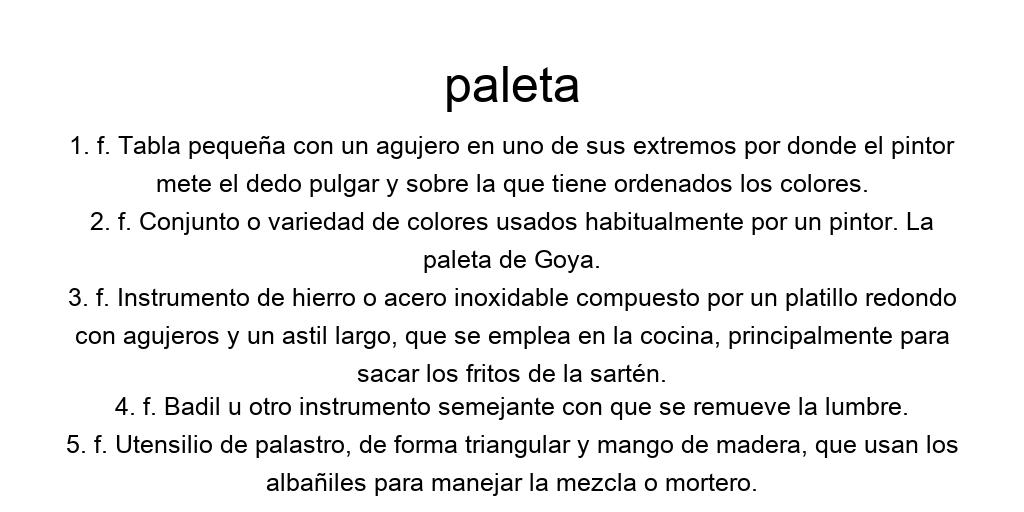 paleta
1. f. Tabla pequeña con un agujero en uno de sus extremos por donde el pintor
mete el dedo pulgar y sobre la que tiene ordenados los colores.
2. f. Conjunto o variedad de colores usados habitualmente por un pintor. La
paleta de Goya.
3. f. Instrumento de hierro o acero inoxidable compuesto por un platillo redondo
con agujeros y un astil largo, que se emplea en la cocina, principalmente para
sacar los fritos de la sartén.
4. f. Badil u otro instrumento semejante con que se remueve la lumbre.
5. f. Utensilio de palastro, de forma triangular y mango de madera, que usan los
albañiles para manejar la mezcla o mortero.